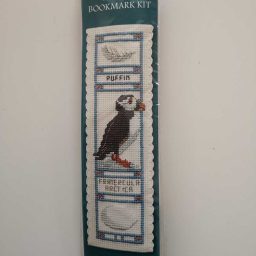 BOOKMARK KIT
PUFFIN
FRATERCULA
ARCTICA